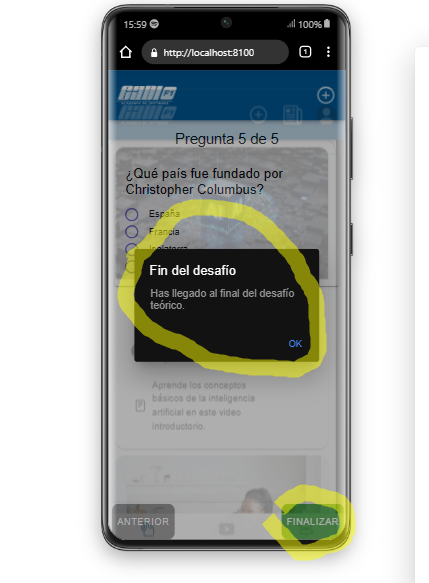 15:59
100%
http://localhost:8100
1
Pregunta 5 de 5
¿Qué país fue fundado por
Christopher Columbus?
España
Francia
Inglaterra
Fin del desafío
Has llegado al final del desafío
teórico.
OK
Aprende los conceptos
básicos de la inteligencia
artificial en este video
introductorio.
ANTERIOR
FINALIZAR